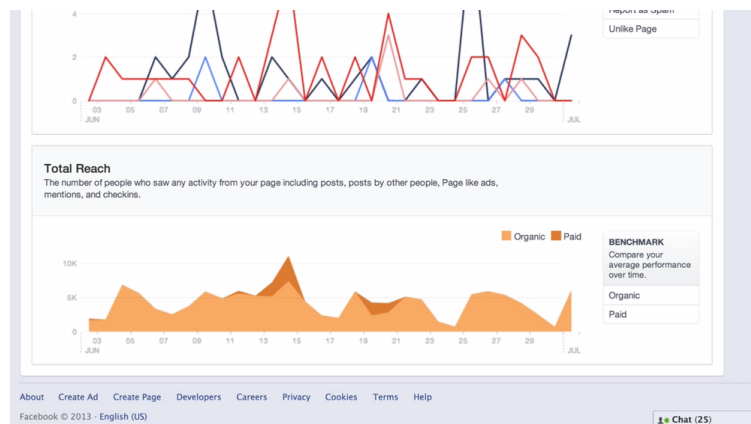 4
Report as Spam
Unlike Page
2
0
03 05 07 09 11 13 15 17 19 21 23 25 27 29
JUN JUL
Total Reach
The number of people who saw any activity from your page including posts, posts by other people, Page like ads,
mentions, and checkins.
Organic Paid
BENCHMARK
Compare your
average performance
over time.
Organic
Paid
10K
5K
0
03 05 07 09 11 13 15 17 19 21 23 25 27 29
JUN JUL
About Create Ad Create Page Developers Careers Privacy Cookies Terms Help
Facebook © 2013 · English (US)
Chat (25)